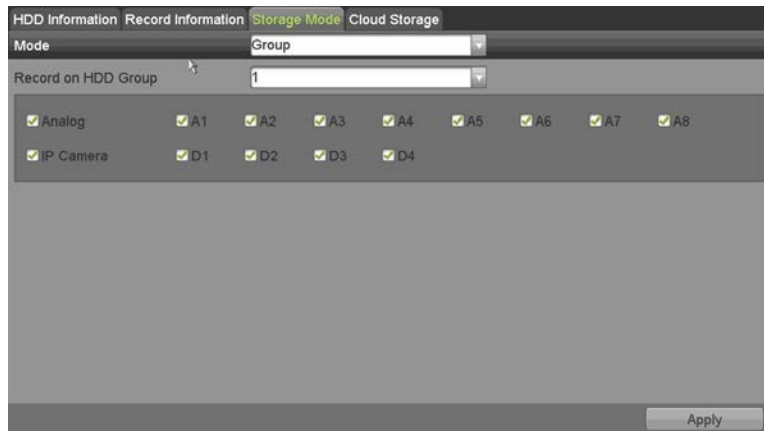 HDD Information Record Information Storage Mode Cloud Storage
Mode Group
Record on HDD Group 1
Analog A1 A2 A3 A4 A5 A6 A7 A8
IP Camera D1 D2 D3 D4
Apply